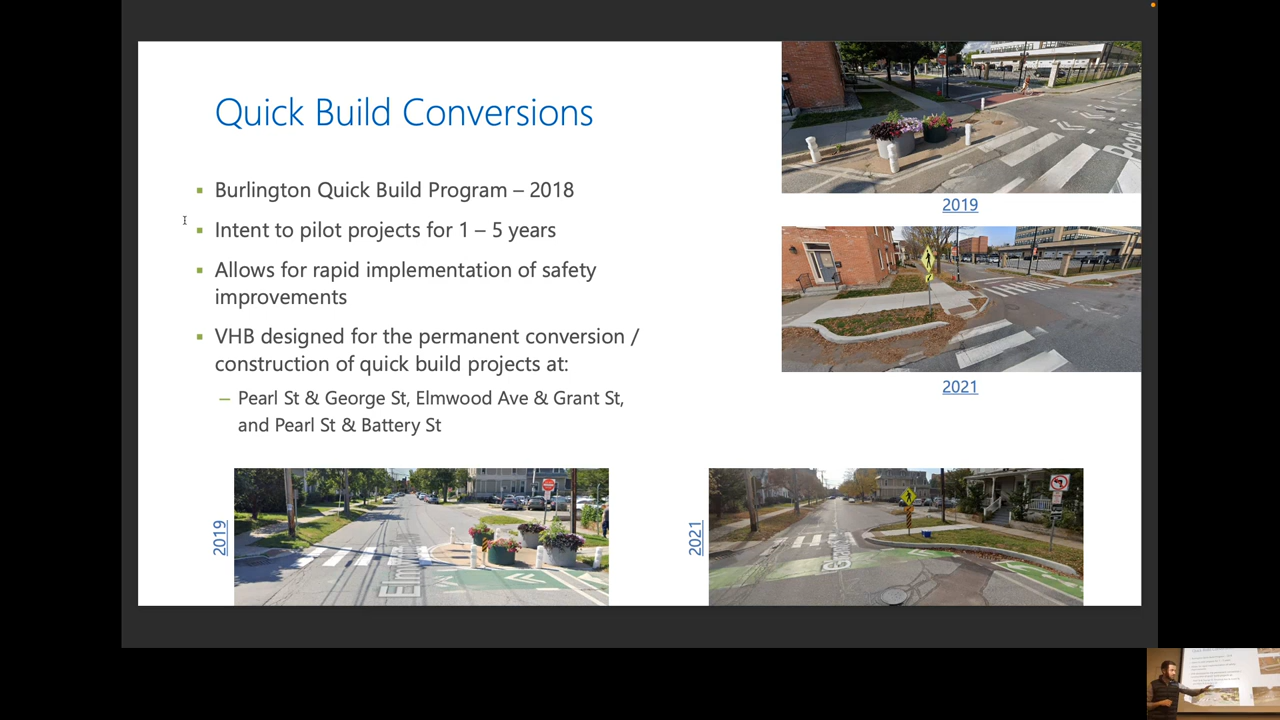 Quick Build Conversions
Burlington Quick Build Program – 2018
Intent to pilot projects for 1 – 5 years
Allows for rapid implementation of safety
improvements
VHB designed for the permanent conversion /
construction of quick build projects at:
– Pearl St & George St, Elmwood Ave & Grant St,
and Pearl St & Battery St
2019
2021
2019
2021